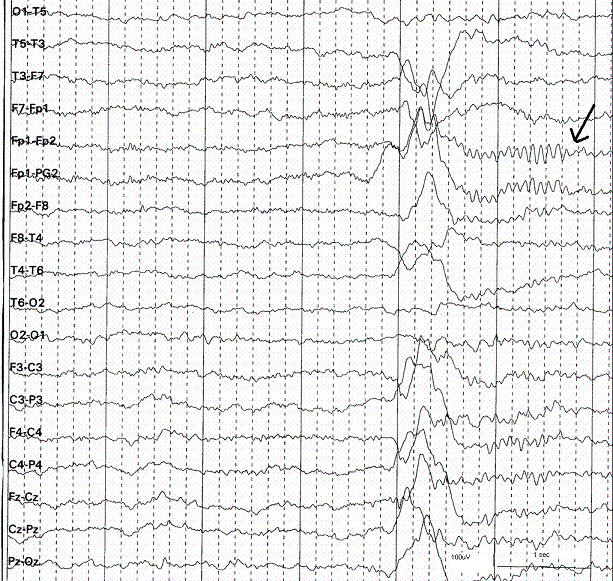 O1-T5
T5-T3
T3-F7
F7-Fp1
Fp1-Fp2
Fp1-PG2
Fp2-F8
F8-T4
T4-T6
T6-O2
O2-O1
F3-C3
C3-P3
F4-C4
C4-P4
Fz-Cz
Cz-Pz
Pz-Oz
100uV
1 sec